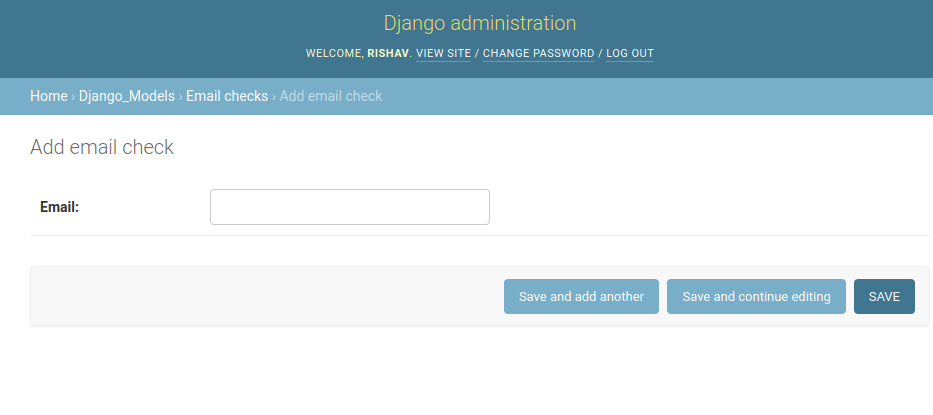 Django administration
WELCOME, RISHAV. VIEW SITE / CHANGE PASSWORD / LOG OUT
Home › Django_Models › Email checks › Add email check
Add email check
Email:
Save and add another Save and continue editing SAVE